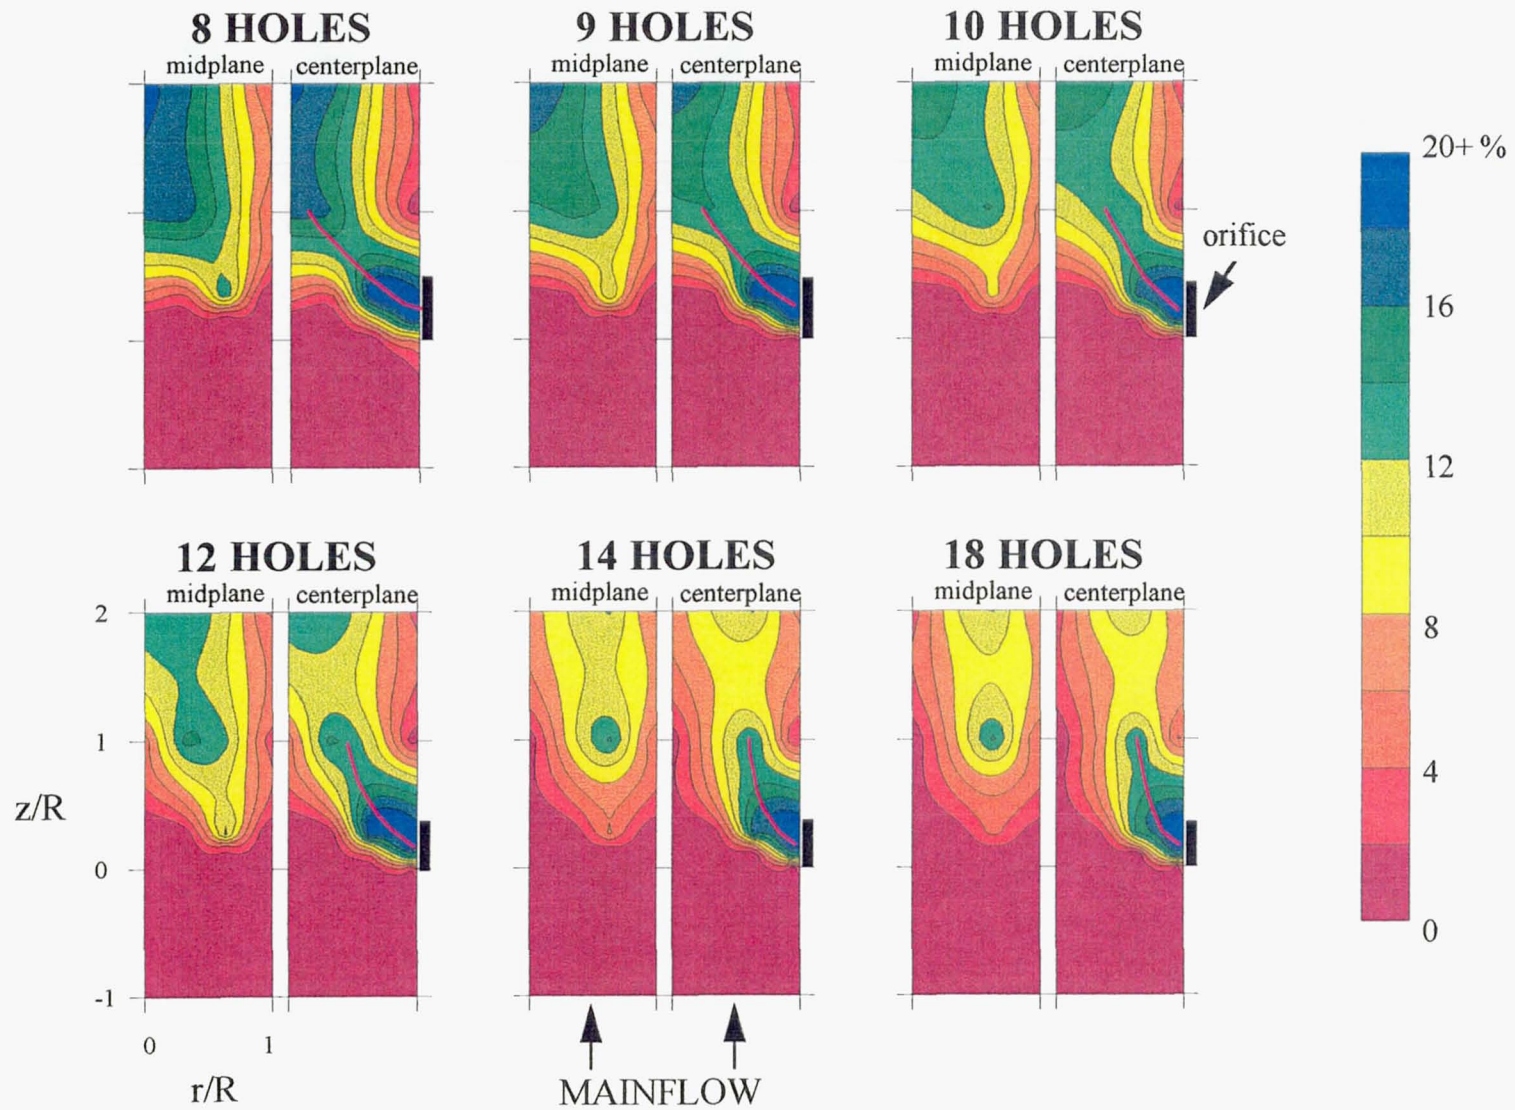 8 HOLES
midplane centerplane
9 HOLES
midplane centerplane
10 HOLES
midplane centerplane
orifice
20+ %
16
12
8
4
0
12 HOLES
midplane centerplane
14 HOLES
midplane centerplane
18 HOLES
midplane centerplane
2
1
z/R
0
-1
0 1
r/R
MAINFLOW